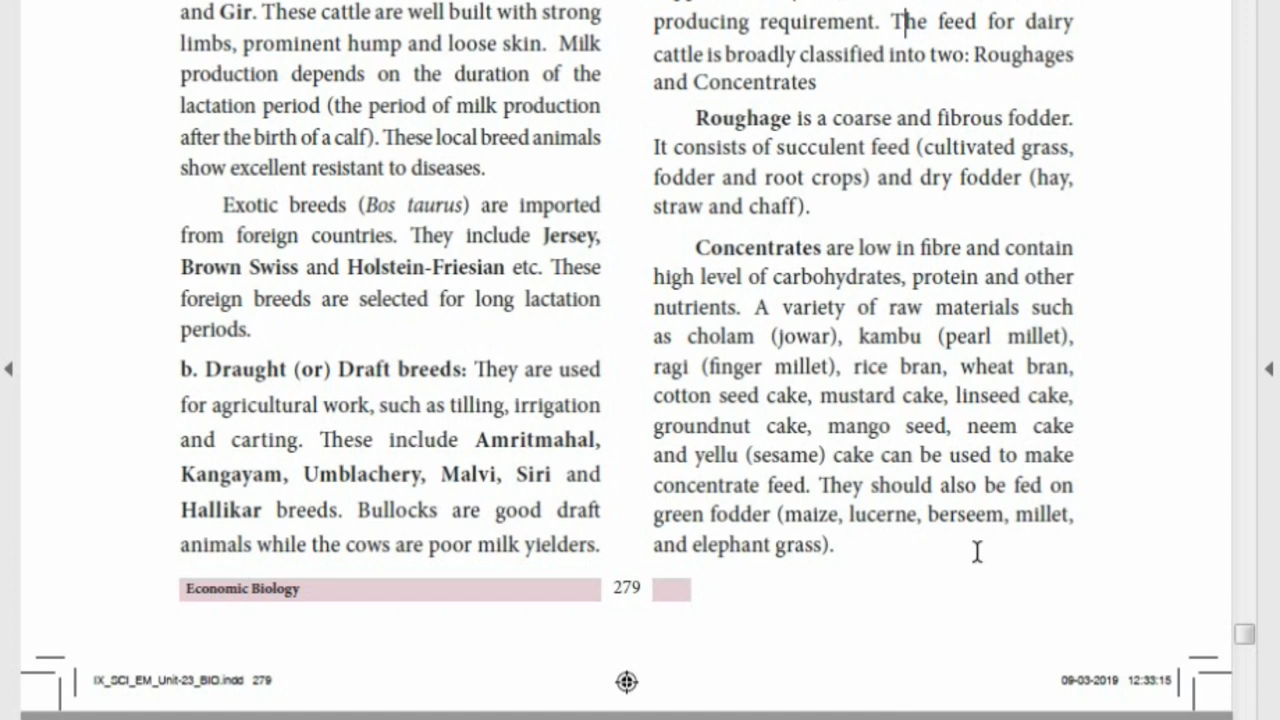 and Gir. These cattle are well built with strong
limbs, prominent hump and loose skin. Milk
production depends on the duration of the
lactation period (the period of milk production
after the birth of a calf). These local breed animals
show excellent resistant to diseases.
Exotic breeds (Bos taurus) are imported
from foreign countries. They include Jersey,
Brown Swiss and Holstein-Friesian etc. These
foreign breeds are selected for long lactation
periods.
b. Draught (or) Draft breeds: They are used
for agricultural work, such as tilling, irrigation
and carting. These include Amritmahal,
Kangayam, Umblachery, Malvi, Siri and
Hallikar breeds. Bullocks are good draft
animals while the cows are poor milk yielders.
producing requirement. The feed for dairy
cattle is broadly classified into two: Roughages
and Concentrates
Roughage is a coarse and fibrous fodder.
It consists of succulent feed (cultivated grass,
fodder and root crops) and dry fodder (hay,
straw and chaff).
Concentrates are low in fibre and contain
high level of carbohydrates, protein and other
nutrients. A variety of raw materials such
as cholam (jowar), kambu (pearl millet),
ragi (finger millet), rice bran, wheat bran,
cotton seed cake, mustard cake, linseed cake,
groundnut cake, mango seed, neem cake
and yellu (sesame) cake can be used to make
concentrate feed. They should also be fed on
green fodder (maize, lucerne, berseem, millet,
and elephant grass).
Economic Biology 279
IX_SCI_EM_Unit-23_BIO.indd 279
09-03-2019 12:33:15